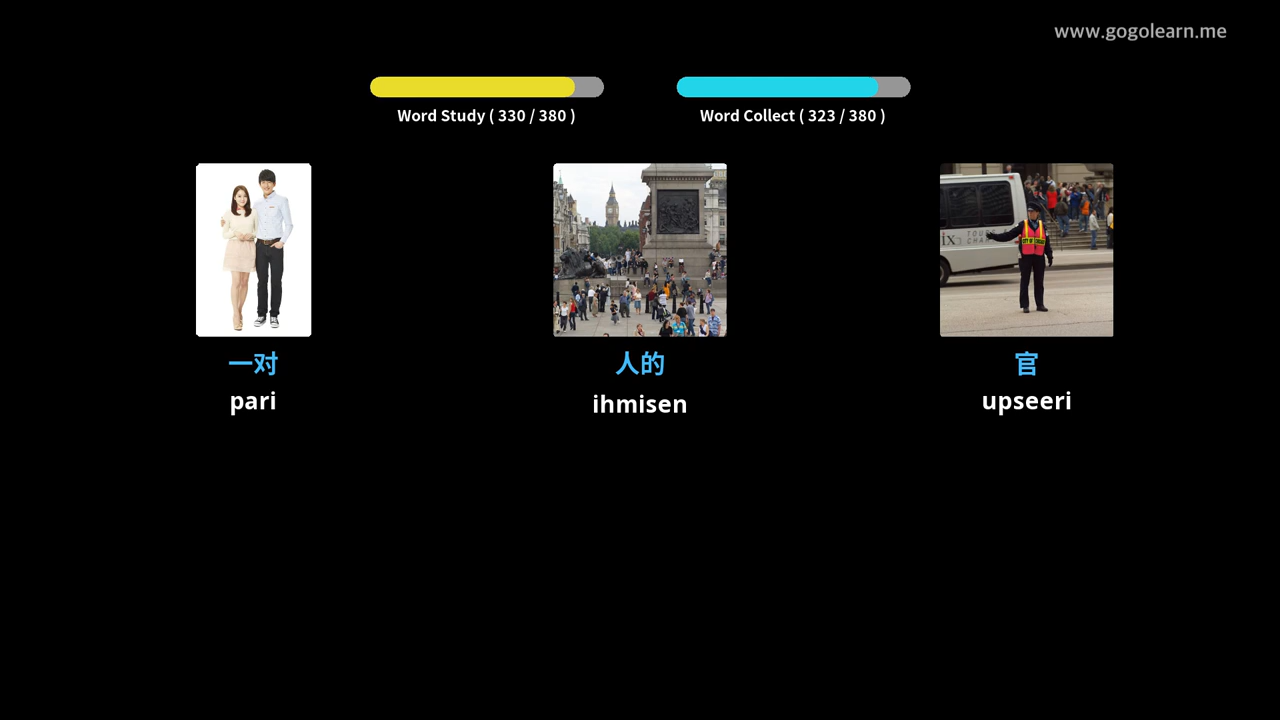 www.gogolearn.me
Word Study ( 330 / 380 )
Word Collect ( 323 / 380 )
一对
pari
人的
ihmisen
官
upseeri